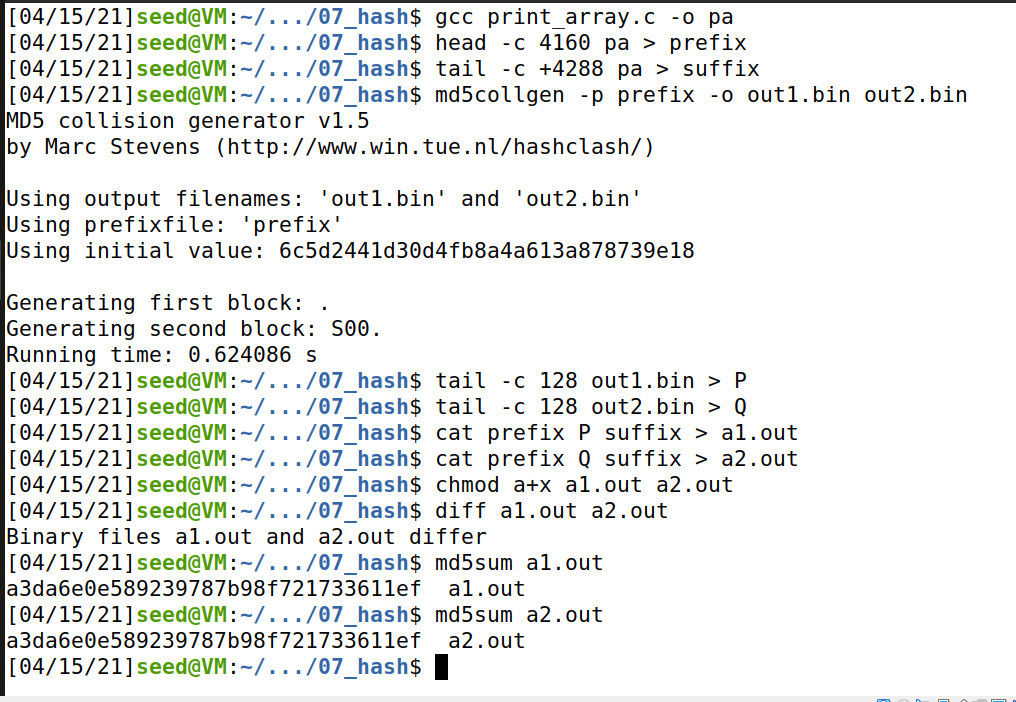 [04/15/21]seed@VM:~/.../07_hash$ gcc print_array.c -o pa
[04/15/21]seed@VM:~/.../07_hash$ head -c 4160 pa > prefix
[04/15/21]seed@VM:~/.../07_hash$ tail -c +4288 pa > suffix
[04/15/21]seed@VM:~/.../07_hash$ md5collgen -p prefix -o out1.bin out2.bin
MD5 collision generator v1.5
by Marc Stevens (http://www.win.tue.nl/hashclash/)

Using output filenames: 'out1.bin' and 'out2.bin'
Using prefixfile: 'prefix'
Using initial value: 6c5d2441d30d4fb8a4a613a878739e18

Generating first block: .
Generating second block: S00.
Running time: 0.624086 s
[04/15/21]seed@VM:~/.../07_hash$ tail -c 128 out1.bin > P
[04/15/21]seed@VM:~/.../07_hash$ tail -c 128 out2.bin > Q
[04/15/21]seed@VM:~/.../07_hash$ cat prefix P suffix > a1.out
[04/15/21]seed@VM:~/.../07_hash$ cat prefix Q suffix > a2.out
[04/15/21]seed@VM:~/.../07_hash$ chmod a+x a1.out a2.out
[04/15/21]seed@VM:~/.../07_hash$ diff a1.out a2.out
Binary files a1.out and a2.out differ
[04/15/21]seed@VM:~/.../07_hash$ md5sum a1.out
a3da6e0e589239787b98f721733611ef  a1.out
[04/15/21]seed@VM:~/.../07_hash$ md5sum a2.out
a3da6e0e589239787b98f721733611ef  a2.out
[04/15/21]seed@VM:~/.../07_hash$